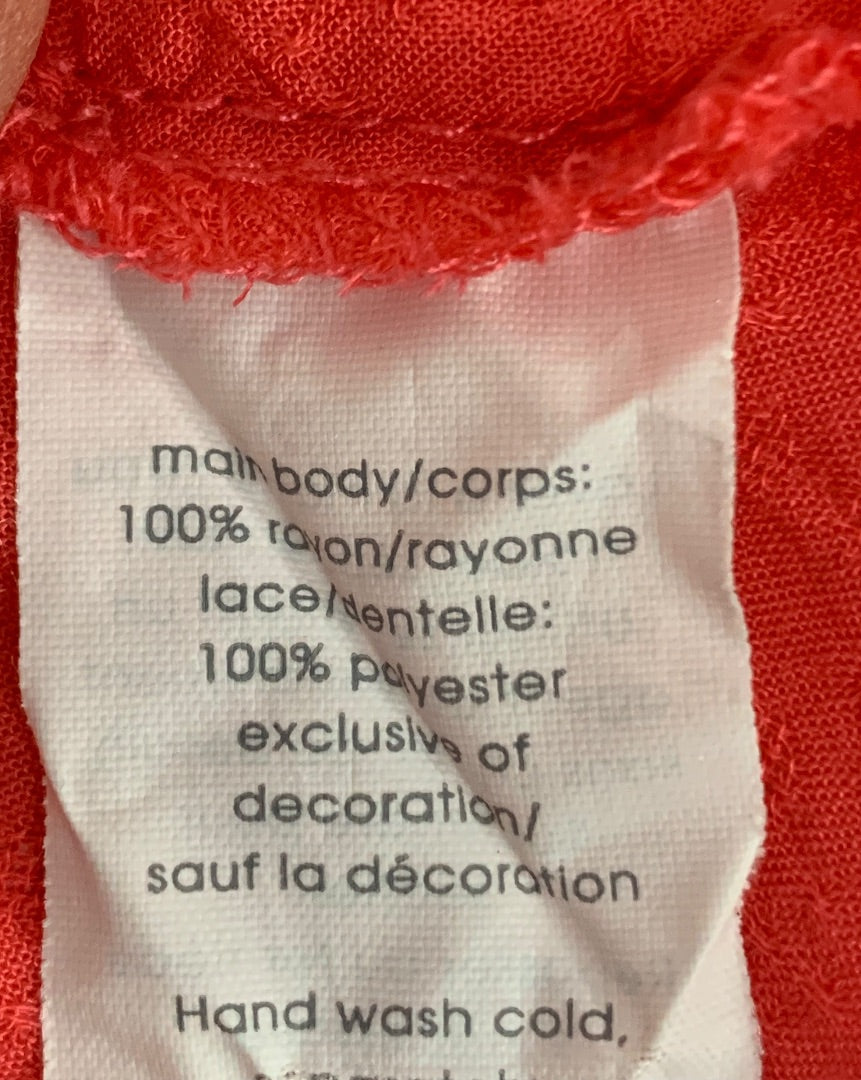 main body/corps:
100% rayon/rayonne
lace/dentelle:
100% polyester
exclusive of
decoration/
sauf la décoration
Hand wash cold,